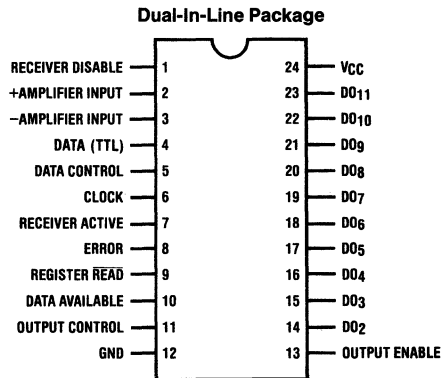 Dual-In-Line Package
RECEIVER DISABLE 1 24 VCC
+AMPLIFIER INPUT 2 23 DO11
−AMPLIFIER INPUT 3 22 DO10
DATA (TTL) 4 21 DO9
DATA CONTROL 5 20 DO8
CLOCK 6 19 DO7
RECEIVER ACTIVE 7 18 DO6
ERROR 8 17 DO5
REGISTER R̅E̅A̅D̅ 9 16 DO4
DATA AVAILABLE 10 15 DO3
OUTPUT CONTROL 11 14 DO2
GND 12 13 OUTPUT ENABLE